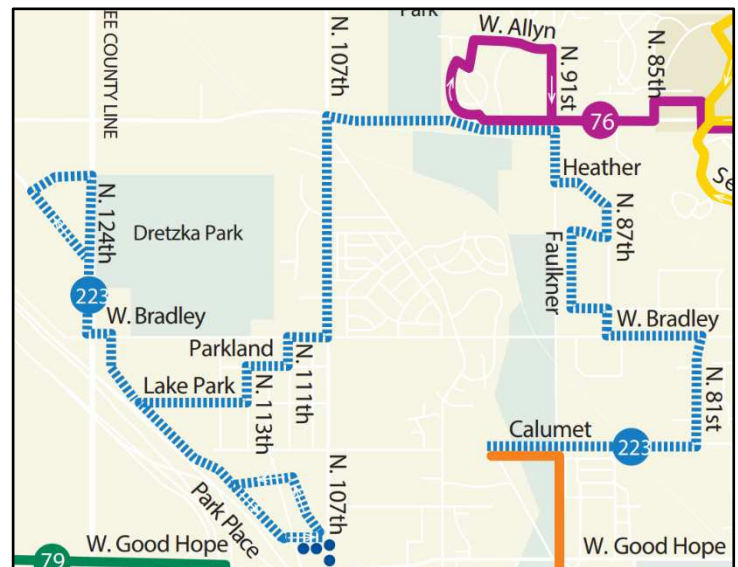 Park
W. Allyn
EE COUNTY LINE
N. 107th
N. 91st
N. 85th
76
Heather
Se
N. 124th
Dretzka Park
N. 87th
Faulkner
223
W. Bradley
W. Bradley
Parkland
N. 111th
Lake Park
N. 113th
N. 81st
Calumet
223
N. 107th
Park Place
W. Good Hope
W. Good Hope
79